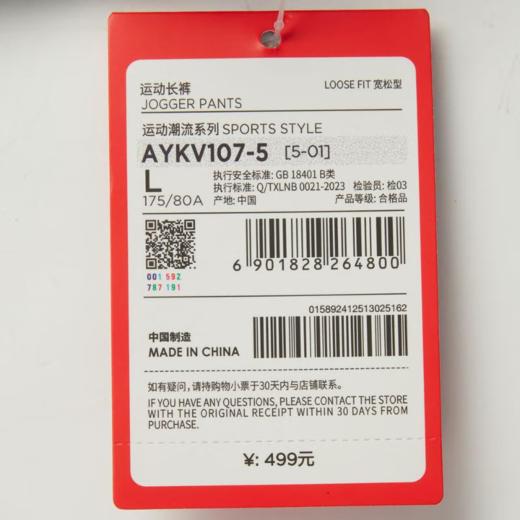 运动长裤
JOGGER PANTS
LOOSE FIT 宽松型
运动潮流系列 SPORTS STYLE
AYKV107-5 [5-01]
L
175/80A
执行安全标准: GB 18401 B类
执行标准: Q/TXLNB 0021-2023 检验员: 检03
产地: 中国 产品等级: 合格品
001 592
787 191
6 901828 264800
015892412513025162
中国制造
MADE IN CHINA
如有疑问,请持购物小票于30天内与店铺联系。
IF YOU HAVE ANY QUESTIONS, PLEASE CONTACT THE STORE
WITH THE ORIGINAL RECEIPT WITHIN 30 DAYS FROM
PURCHASE.
¥: 499元